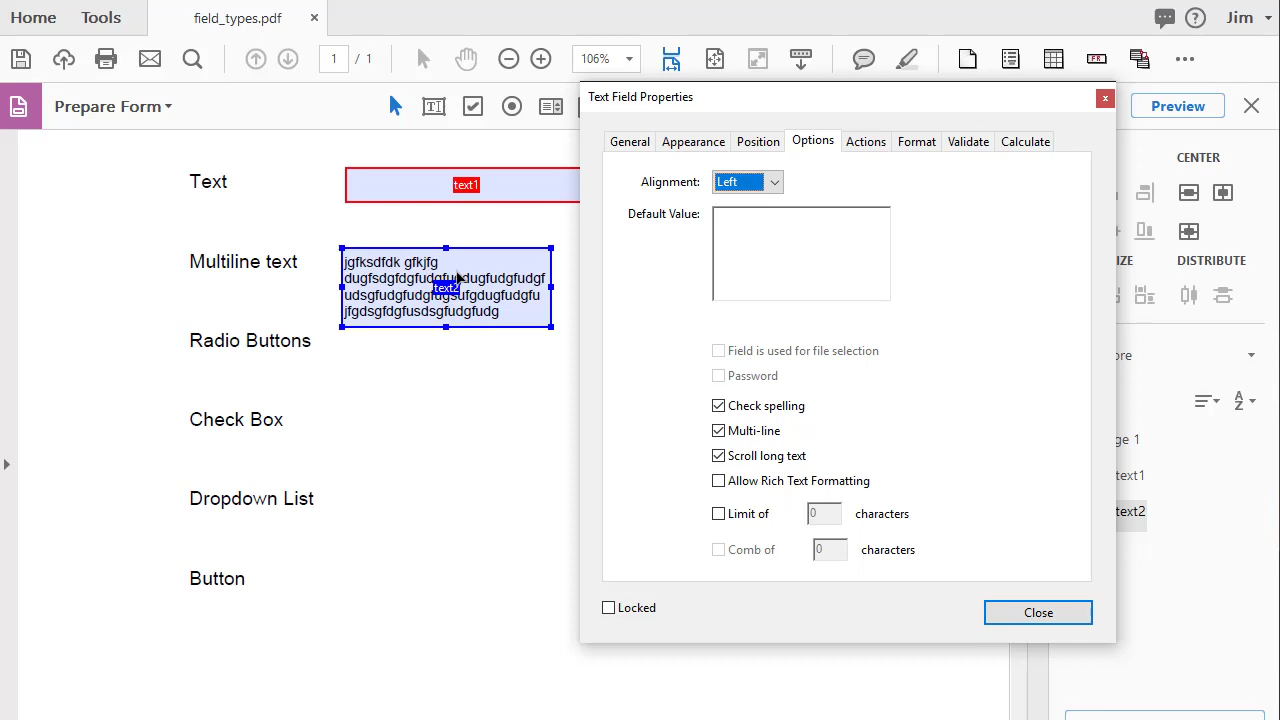 Home Tools field_types.pdf × Jim
1 / 1 106%
Prepare Form Preview
Text Field Properties
General Appearance Position Options Actions Format Validate Calculate
Alignment: Left
Default Value:
Field is used for file selection
Password
Check spelling
Multi-line
Scroll long text
Allow Rich Text Formatting
Limit of 0 characters
Comb of 0 characters
Locked
Close
Text
text1
Multiline text
jgfksdfdk gfkjfg
text2
jfgdsgfdgfusdsgfudgfudg
Radio Buttons
Check Box
Dropdown List
Button
CENTER
DISTRIBUTE
text1
text2